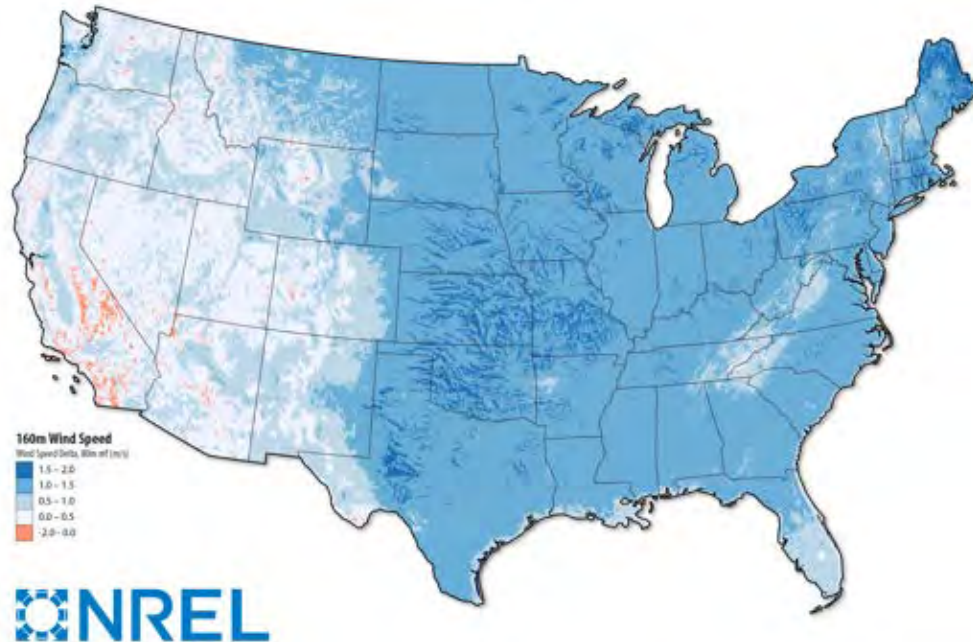 160m Wind Speed
Wind Speed Delta, 80m ref (m/s)
1.5 – 2.0
1.0 – 1.5
0.5 – 1.0
0.0 – 0.5
-2.0 – 0.0
NREL